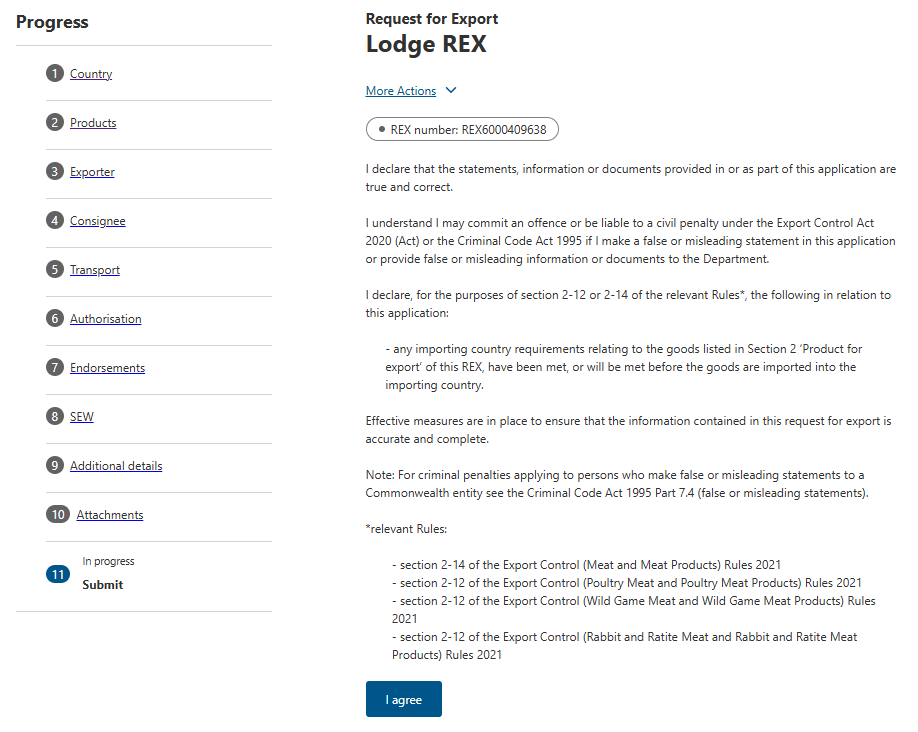 Progress
1 Country
2 Products
3 Exporter
4 Consignee
5 Transport
6 Authorisation
7 Endorsements
8 SEW
9 Additional details
10 Attachments
In progress
11 Submit
Request for Export
Lodge REX
More Actions
REX number: REX6000409638
I declare that the statements, information or documents provided in or as part of this application are
true and correct.
I understand I may commit an offence or be liable to a civil penalty under the Export Control Act
2020 (Act) or the Criminal Code Act 1995 if I make a false or misleading statement in this application
or provide false or misleading information or documents to the Department.
I declare, for the purposes of section 2-12 or 2-14 of the relevant Rules*, the following in relation to
this application:
- any importing country requirements relating to the goods listed in Section 2 ‘Product for
export’ of this REX, have been met, or will be met before the goods are imported into the
importing country.
Effective measures are in place to ensure that the information contained in this request for export is
accurate and complete.
Note: For criminal penalties applying to persons who make false or misleading statements to a
Commonwealth entity see the Criminal Code Act 1995 Part 7.4 (false or misleading statements).
*relevant Rules:
- section 2-14 of the Export Control (Meat and Meat Products) Rules 2021
- section 2-12 of the Export Control (Poultry Meat and Poultry Meat Products) Rules 2021
- section 2-12 of the Export Control (Wild Game Meat and Wild Game Meat Products) Rules
2021
- section 2-12 of the Export Control (Rabbit and Ratite Meat and Rabbit and Ratite Meat
Products) Rules 2021
I agree